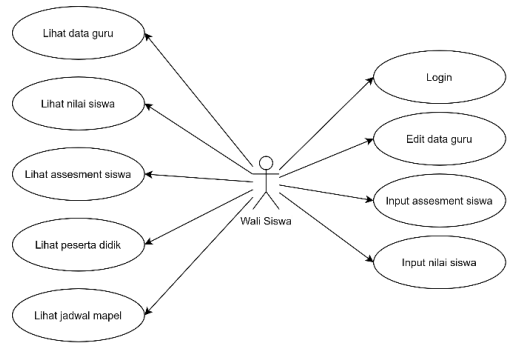 Lihat data guru
Lihat nilai siswa
Lihat assesment siswa
Lihat peserta didik
Lihat jadwal mapel
Wali Siswa
Login
Edit data guru
Input assesment siswa
Input nilai siswa